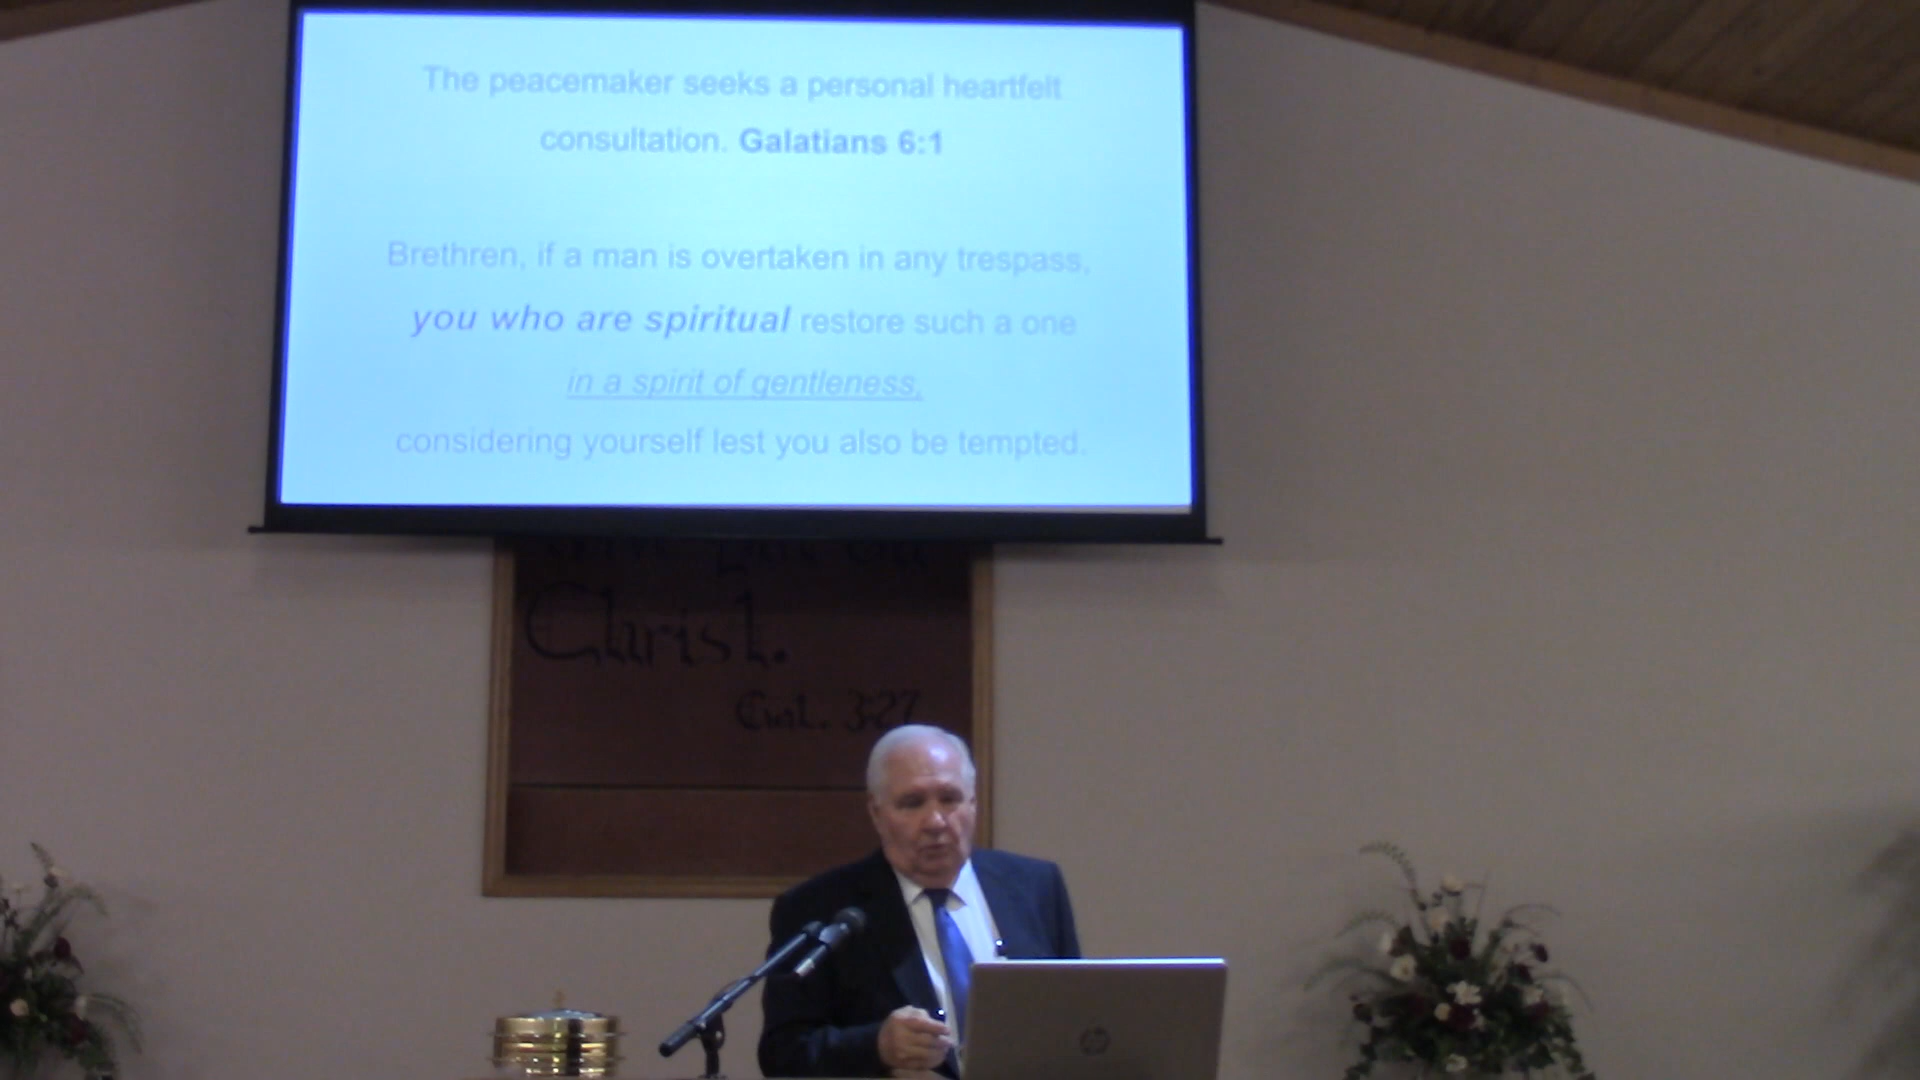 The peacemaker seeks a personal heartfelt
consultation. Galatians 6:1
Brethren, if a man is overtaken in any trespass,
you who are spiritual restore such a one
in a spirit of gentleness,
considering yourself lest you also be tempted.
Christ.
3:27
hp